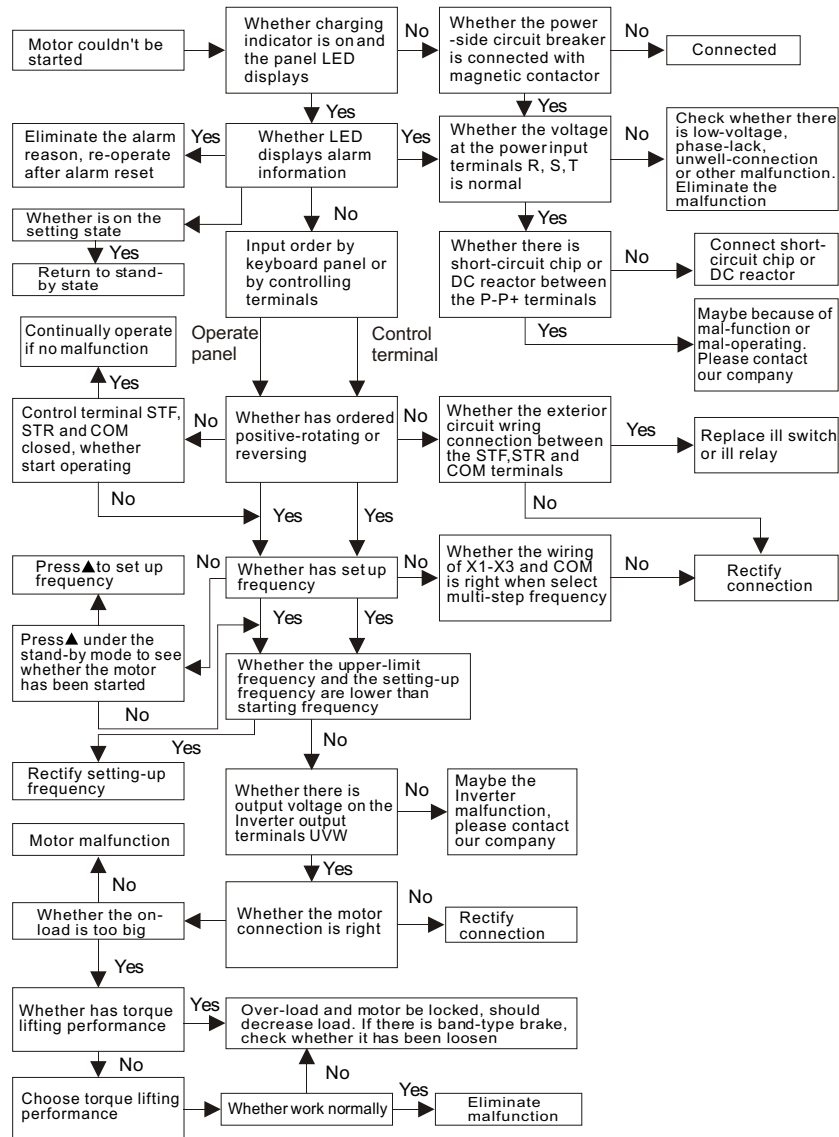 Motor couldn't be
started
Whether charging
indicator is on and
the panel LED
displays
No
Whether the power
-side circuit breaker
is connected with
magnetic contactor
No
Connected
Yes
Yes
Eliminate the alarm
reason, re-operate
after alarm reset
Yes
Whether LED
displays alarm
information
Yes
Whether the voltage
at the power input
terminals R, S, T
is normal
No
Check whether there
is low-voltage,
phase-lack,
unwell-connection
or other malfunction.
Eliminate the
malfunction
Whether is on the
setting state
Yes
Return to stand-
by state
No
Yes
Input order by
keyboard panel or
by controlling
terminals
Whether there is
short-circuit chip or
DC reactor between
the P-P+ terminals
No
Connect short-
circuit chip or
DC reactor
Yes
Maybe because of
mal-function or
mal-operating.
Please contact
our company
Continually operate
if no malfunction
Operate
panel
Control
terminal
Yes
Control terminal STF,
STR and COM
closed, whether
start operating
No
Whether has ordered
positive-rotating or
reversing
No
Whether the exterior
circuit wring
connection between
the STF,STR and
COM terminals
Yes
Replace ill switch
or ill relay
No
Yes
Yes
No
Press▲to set up
frequency
No
Whether has set up
frequency
No
Whether the wiring
of X1-X3 and COM
is right when select
multi-step frequency
No
Rectify
connection
Press▲ under the
stand-by mode to see
whether the motor
has been started
Yes
Yes
No
Whether the upper-limit
frequency and the setting-up
frequency are lower than
starting frequency
Yes
No
Rectify setting-up
frequency
Whether there is
output voltage on the
Inverter output
terminals UVW
No
Maybe the
Inverter
malfunction,
please contact
our company
Motor malfunction
Yes
No
Whether the on-
load is too big
Whether the motor
connection is right
No
Rectify
connection
Yes
Whether has torque
lifting performance
Yes
Over-load and motor be locked, should
decrease load. If there is band-type brake,
check whether it has been loosen
No
No
Choose torque lifting
performance
Whether work normally
Yes
Eliminate
malfunction